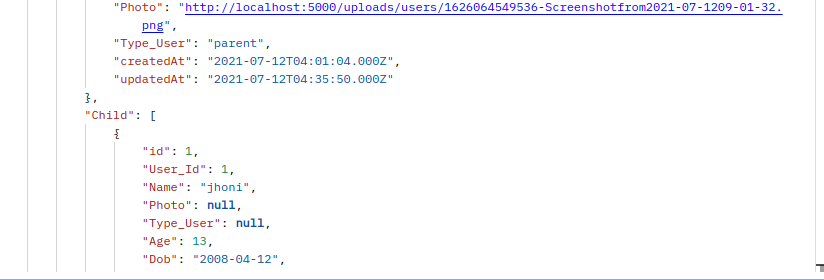 "Photo": "http://localhost:5000/uploads/users/1626064549536-Screenshotfrom2021-07-1209-01-32.
png",
"Type_User": "parent",
"createdAt": "2021-07-12T04:01:04.000Z",
"updatedAt": "2021-07-12T04:35:50.000Z"
},
"Child": [
{
"id": 1,
"User_Id": 1,
"Name": "jhoni",
"Photo": null,
"Type_User": null,
"Age": 13,
"Dob": "2008-04-12",